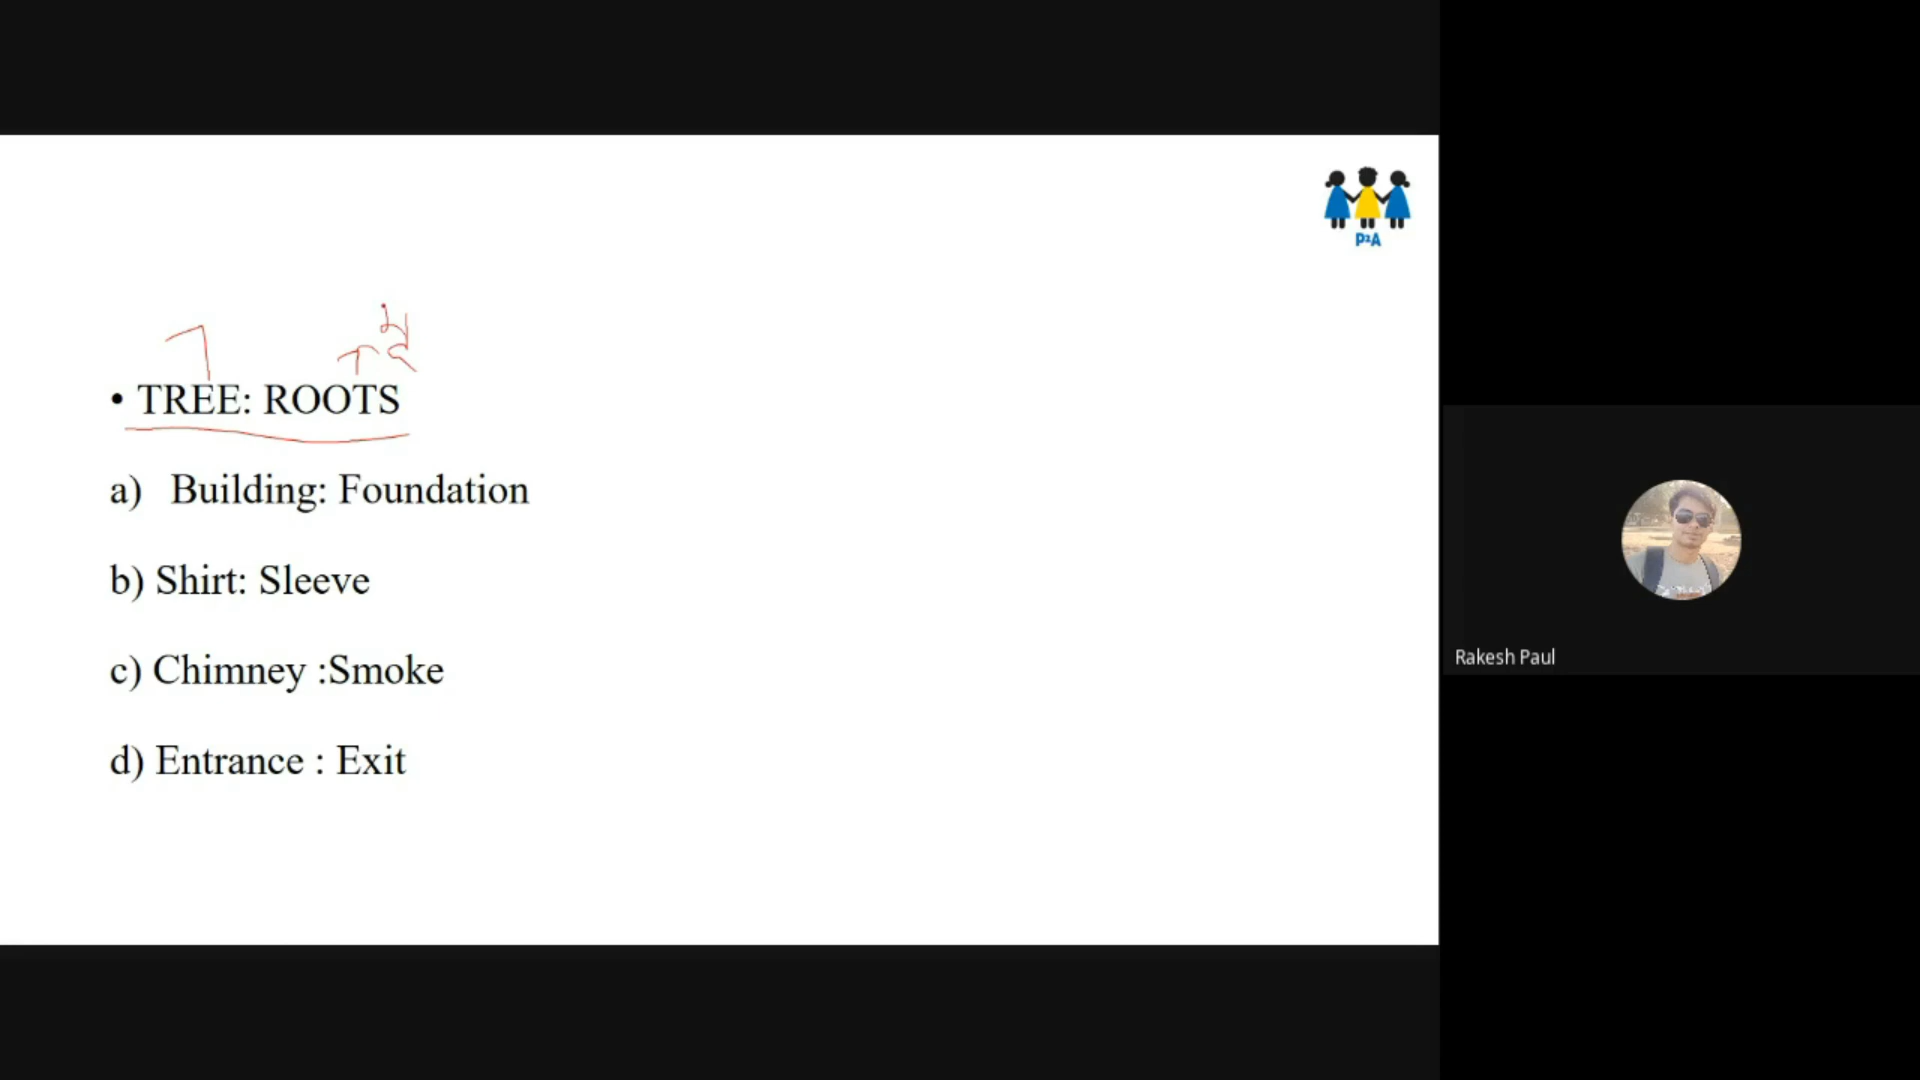 P²A
• TREE: ROOTS
a) Building: Foundation
b) Shirt: Sleeve
c) Chimney :Smoke
d) Entrance : Exit
Rakesh Paul